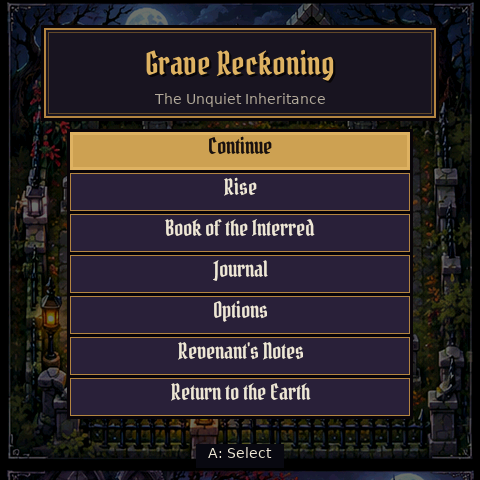 Grave Reckoning
The Unquiet Inheritance
Continue
Rise
Book of the Interred
Journal
Options
Revenant's Notes
Return to the Earth
A: Select